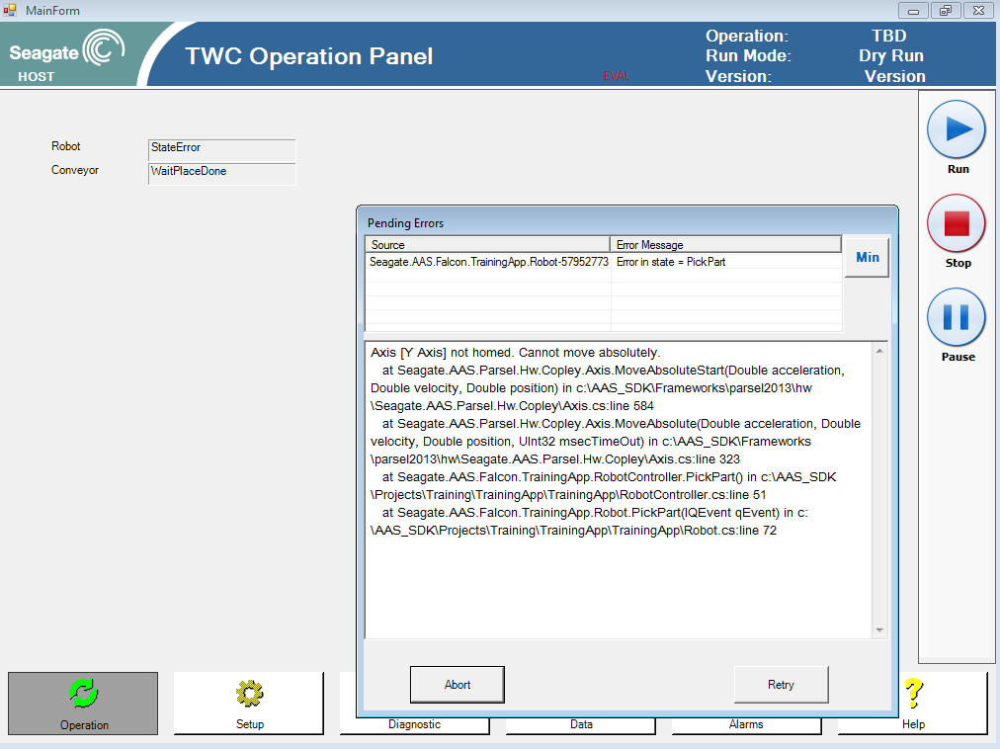 MainForm
Seagate
HOST
TWC Operation Panel
EVAL
Operation: TBD
Run Mode: Dry Run
Version: Version
Robot StateError
Conveyor WaitPlaceDone
Run
Stop
Pause
Pending Errors
Source Error Message
Seagate.AAS.Falcon.TrainingApp.Robot-57952773 Error in state = PickPart
Min
Axis [Y Axis] not homed. Cannot move absolutely.
at Seagate.AAS.Parsel.Hw.Copley.Axis.MoveAbsoluteStart(Double acceleration,
Double velocity, Double position) in c:\AAS_SDK\Frameworks\parsel2013\hw
\Seagate.AAS.Parsel.Hw.Copley\Axis.cs:line 584
at Seagate.AAS.Parsel.Hw.Copley.Axis.MoveAbsolute(Double acceleration, Double
velocity, Double position, UInt32 msecTimeOut) in c:\AAS_SDK\Frameworks
\parsel2013\hw\Seagate.AAS.Parsel.Hw.Copley\Axis.cs:line 323
at Seagate.AAS.Falcon.TrainingApp.RobotController.PickPart() in c:\AAS_SDK
\Projects\Training\TrainingApp\TrainingApp\RobotController.cs:line 51
at Seagate.AAS.Falcon.TrainingApp.Robot.PickPart(IQEvent qEvent) in c:
\AAS_SDK\Projects\Training\TrainingApp\TrainingApp\Robot.cs:line 72
Abort Retry
Operation Setup Diagnostic Data Alarms Help